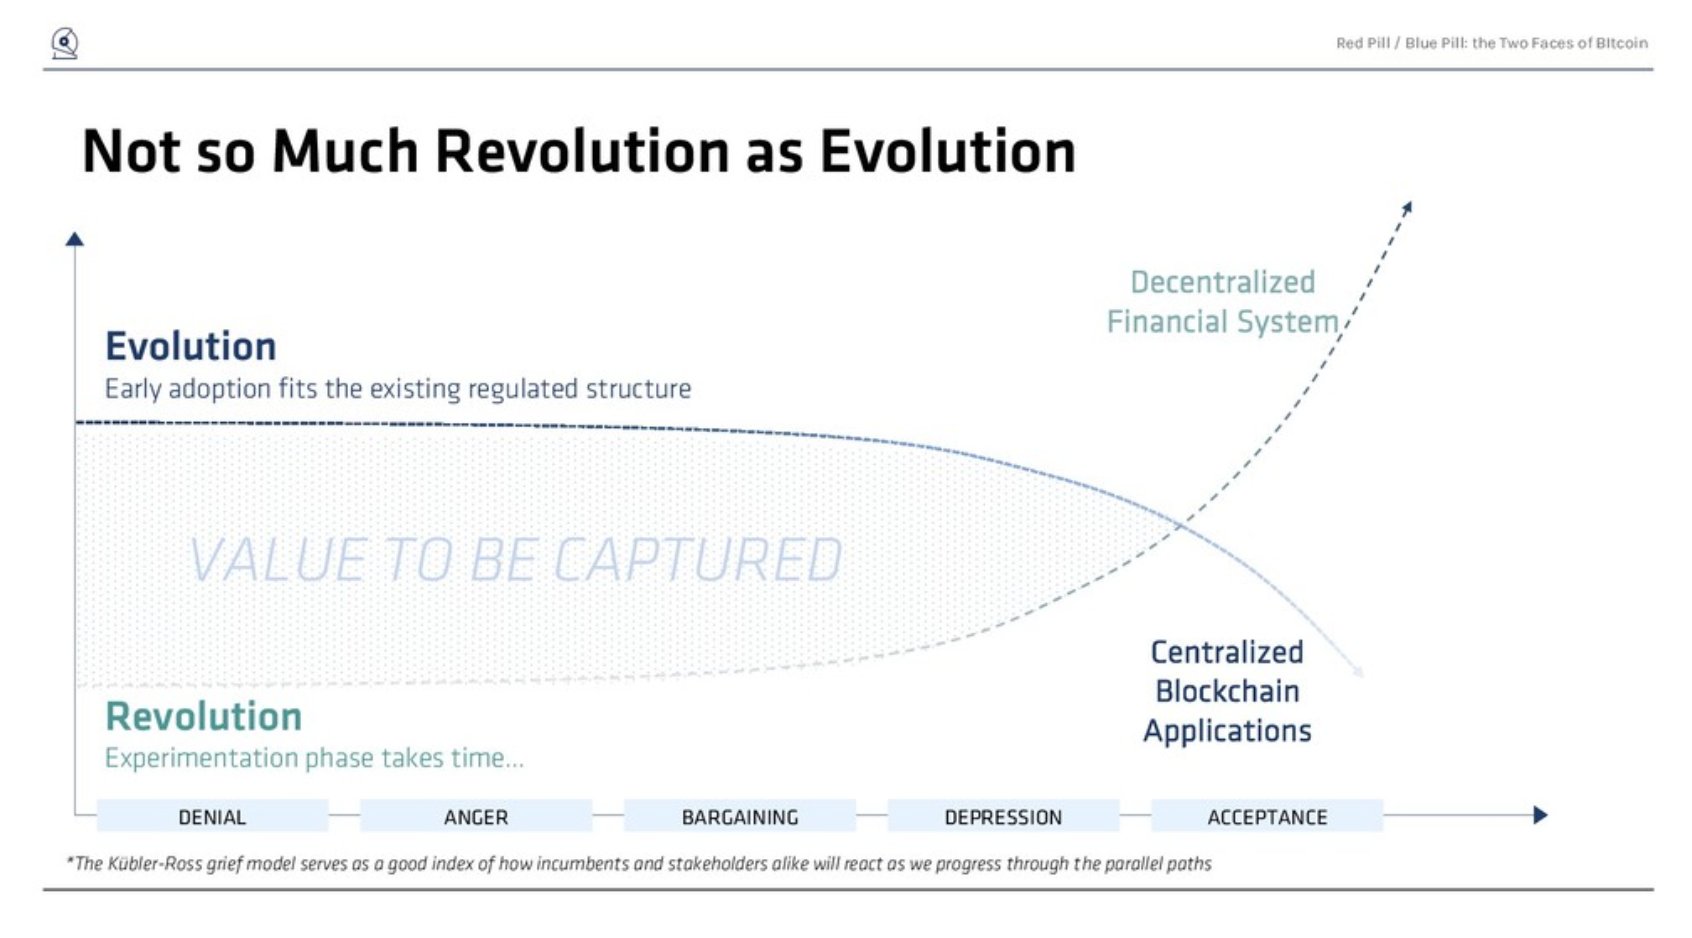 Red Pill / Blue Pill: the Two Faces of BItcoin
Not so Much Revolution as Evolution
Decentralized
Financial System
Evolution
Early adoption fits the existing regulated structure
VALUE TO BE CAPTURED
Centralized
Blockchain
Applications
Revolution
Experimentation phase takes time...
DENIAL
ANGER
BARGAINING
DEPRESSION
ACCEPTANCE
*The Kübler-Ross grief model serves as a good index of how incumbents and stakeholders alike will react as we progress through the parallel paths